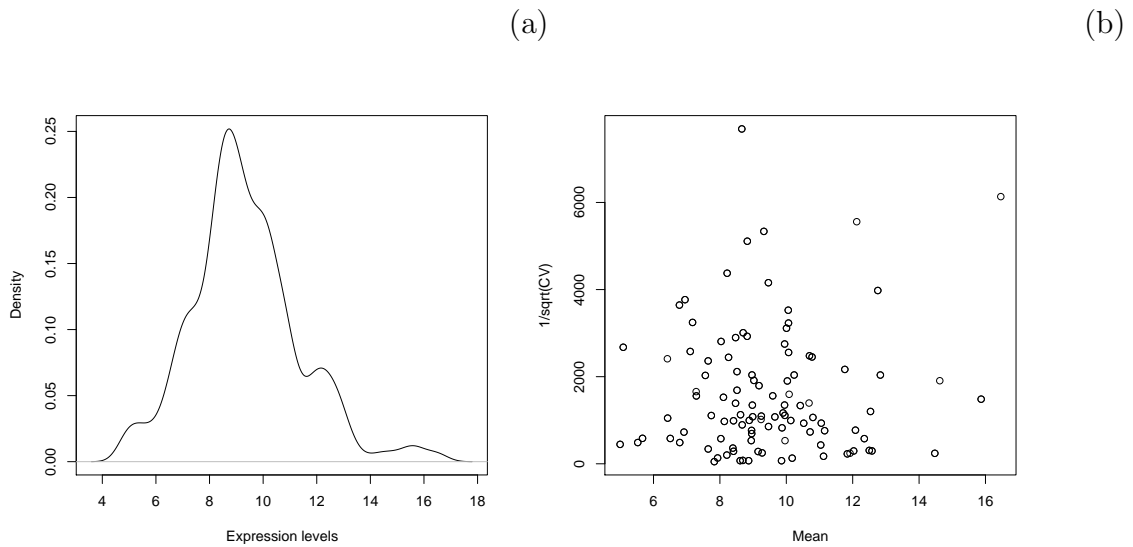 (a)
(b)
Density
0.00 0.05 0.10 0.15 0.20 0.25
4 6 8 10 12 14 16 18
Expression levels
1/sqrt(CV)
0 2000 4000 6000
6 8 10 12 14 16
Mean